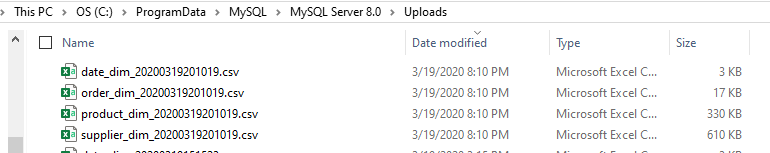 This PC > OS (C:) > ProgramData > MySQL > MySQL Server 8.0 > Uploads
Name Date modified Type Size
date_dim_20200319201019.csv 3/19/2020 8:10 PM Microsoft Excel C... 3 KB
order_dim_20200319201019.csv 3/19/2020 8:10 PM Microsoft Excel C... 17 KB
product_dim_20200319201019.csv 3/19/2020 8:10 PM Microsoft Excel C... 330 KB
supplier_dim_20200319201019.csv 3/19/2020 8:10 PM Microsoft Excel C... 610 KB